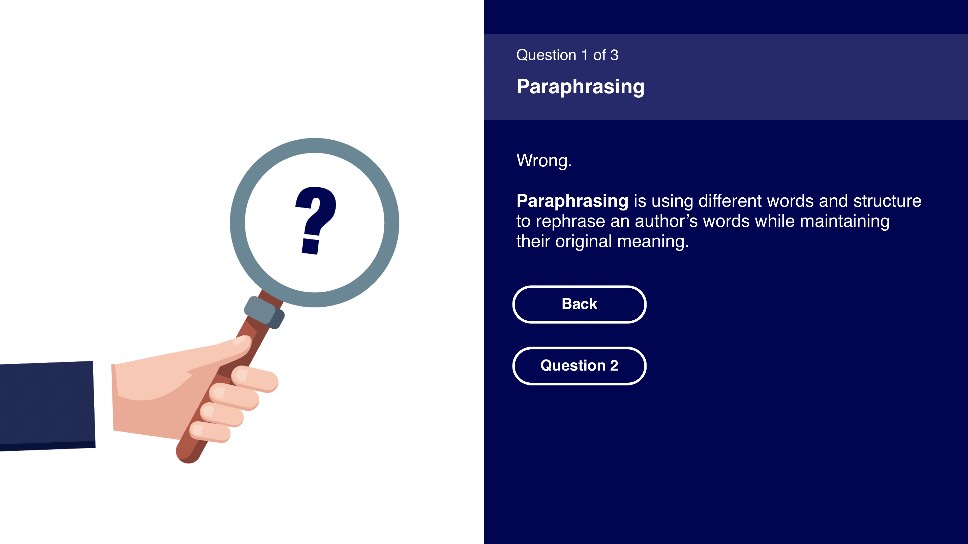 ?
Question 1 of 3
Paraphrasing
Wrong.
Paraphrasing is using different words and structure
to rephrase an author’s words while maintaining
their original meaning.
Back
Question 2